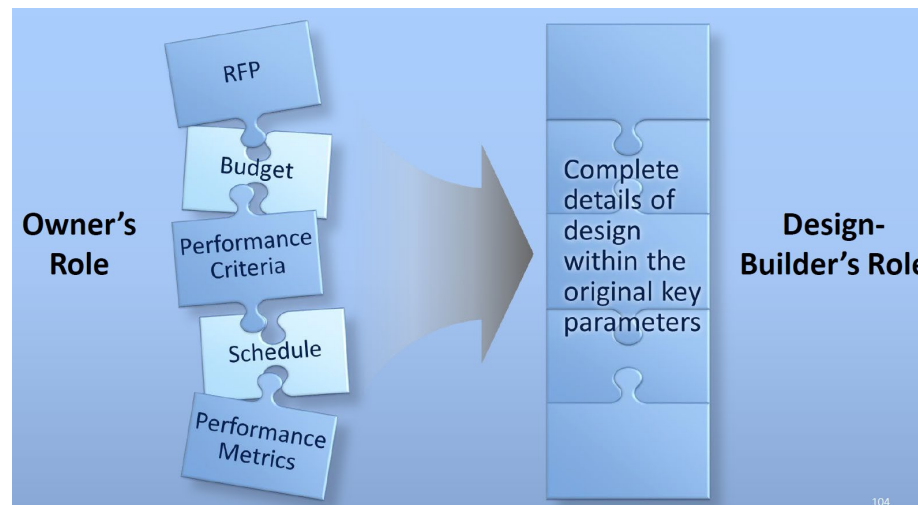 RFP
Budget
Owner's
Role
Performance
Criteria
Schedule
Performance
Metrics
Complete
details of
design
within the
original key
parameters
Design-
Builder's Role
104